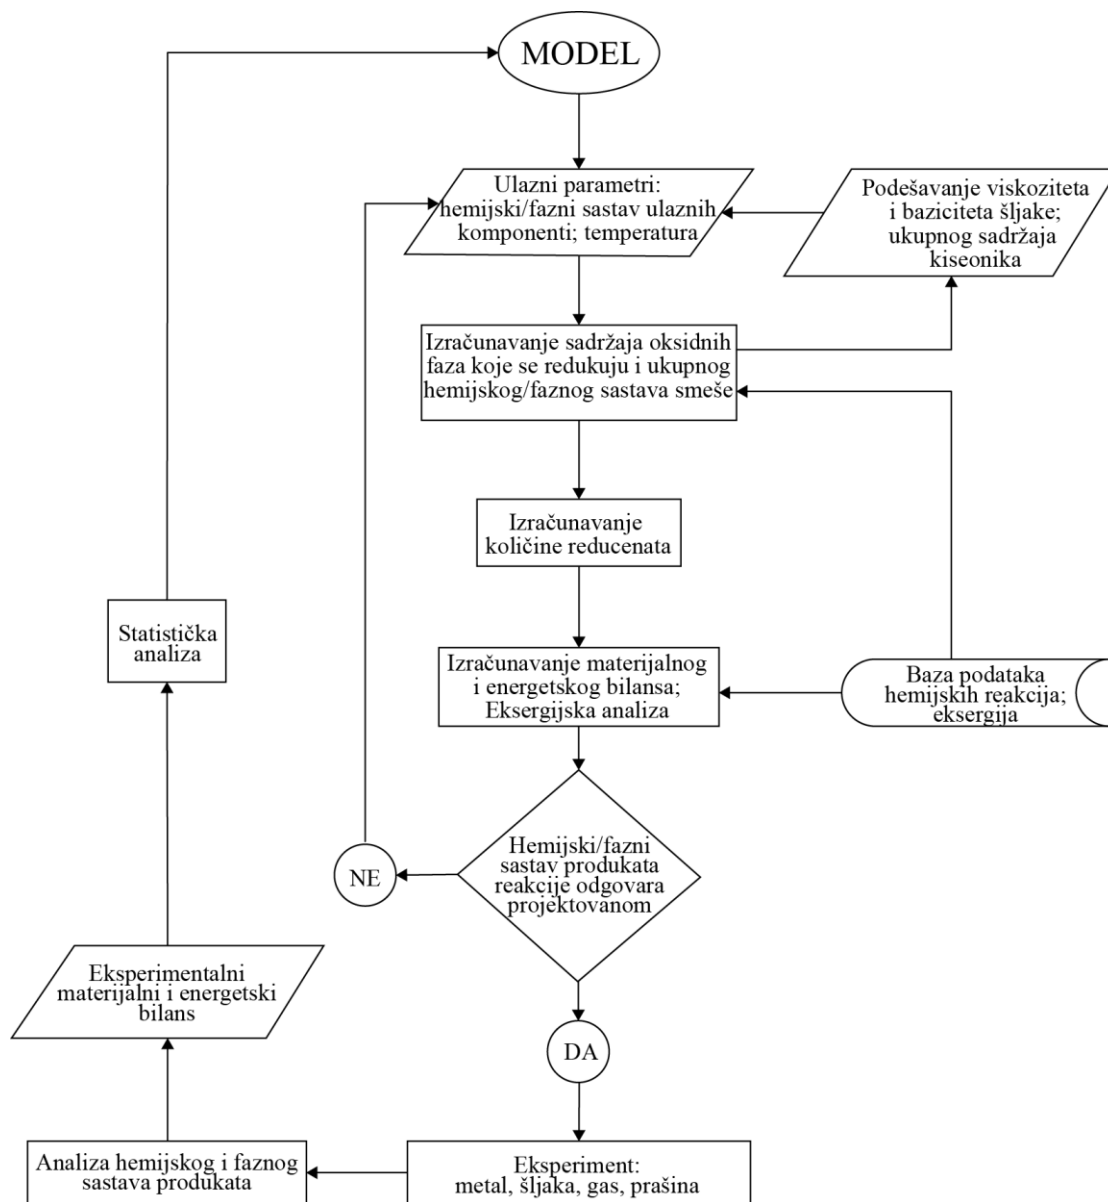 MODEL
Ulazni parametri:
hemijski/fazni sastav ulaznih
komponenti; temperatura
Podešavanje viskoziteta
i baziciteta šljake;
ukupnog sadržaja
kiseonika
Izračunavanje sadržaja oksidnih
faza koje se redukuju i ukupnog
hemijskog/faznog sastava smeše
Izračunavanje
količine reducenata
Statistička
analiza
Izračunavanje materijalnog
i energetskog bilansa;
Eksergijska analiza
Baza podataka
hemijskih reakcija;
eksergija
Hemijski/fazni
sastav produkata
reakcije odgovara
projektovanom
NE
Eksperimentalni
materijalni i energetski
bilans
DA
Analiza hemijskog i faznog
sastava produkata
Eksperiment:
metal, šljaka, gas, prašina